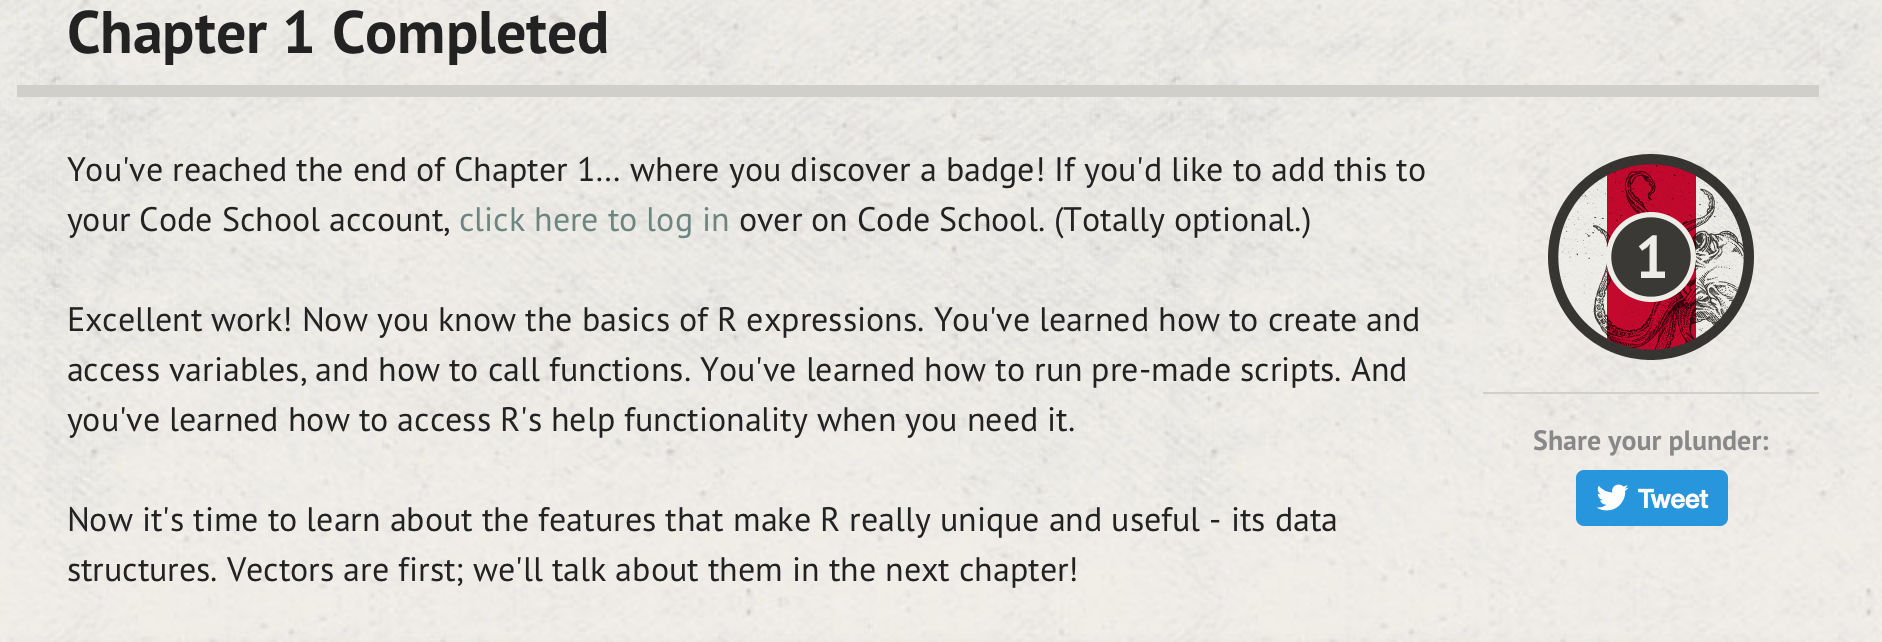 Chapter 1 Completed
You've reached the end of Chapter 1... where you discover a badge! If you'd like to add this to
your Code School account, click here to log in over on Code School. (Totally optional.)
Excellent work! Now you know the basics of R expressions. You've learned how to create and
access variables, and how to call functions. You've learned how to run pre-made scripts. And
you've learned how to access R's help functionality when you need it.
Now it's time to learn about the features that make R really unique and useful - its data
structures. Vectors are first; we'll talk about them in the next chapter!
1
Share your plunder:
Tweet